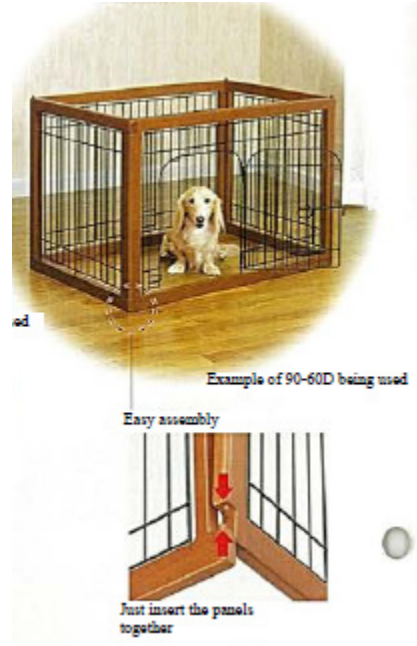 ed
Example of 90-60D being used
Easy assembly
Just insert the panels
together